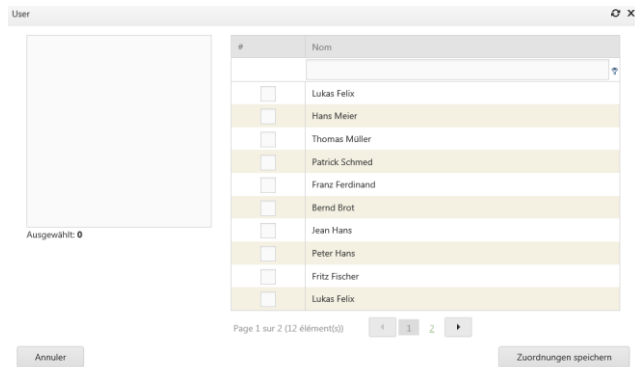 User
# Nom
Lukas Felix
Hans Meier
Thomas Müller
Patrick Schmed
Franz Ferdinand
Bernd Brot
Jean Hans
Peter Hans
Fritz Fischer
Lukas Felix
Ausgewählt: 0
Page 1 sur 2 (12 élément(s)) 1 2
Annuler Zuordnungen speichern